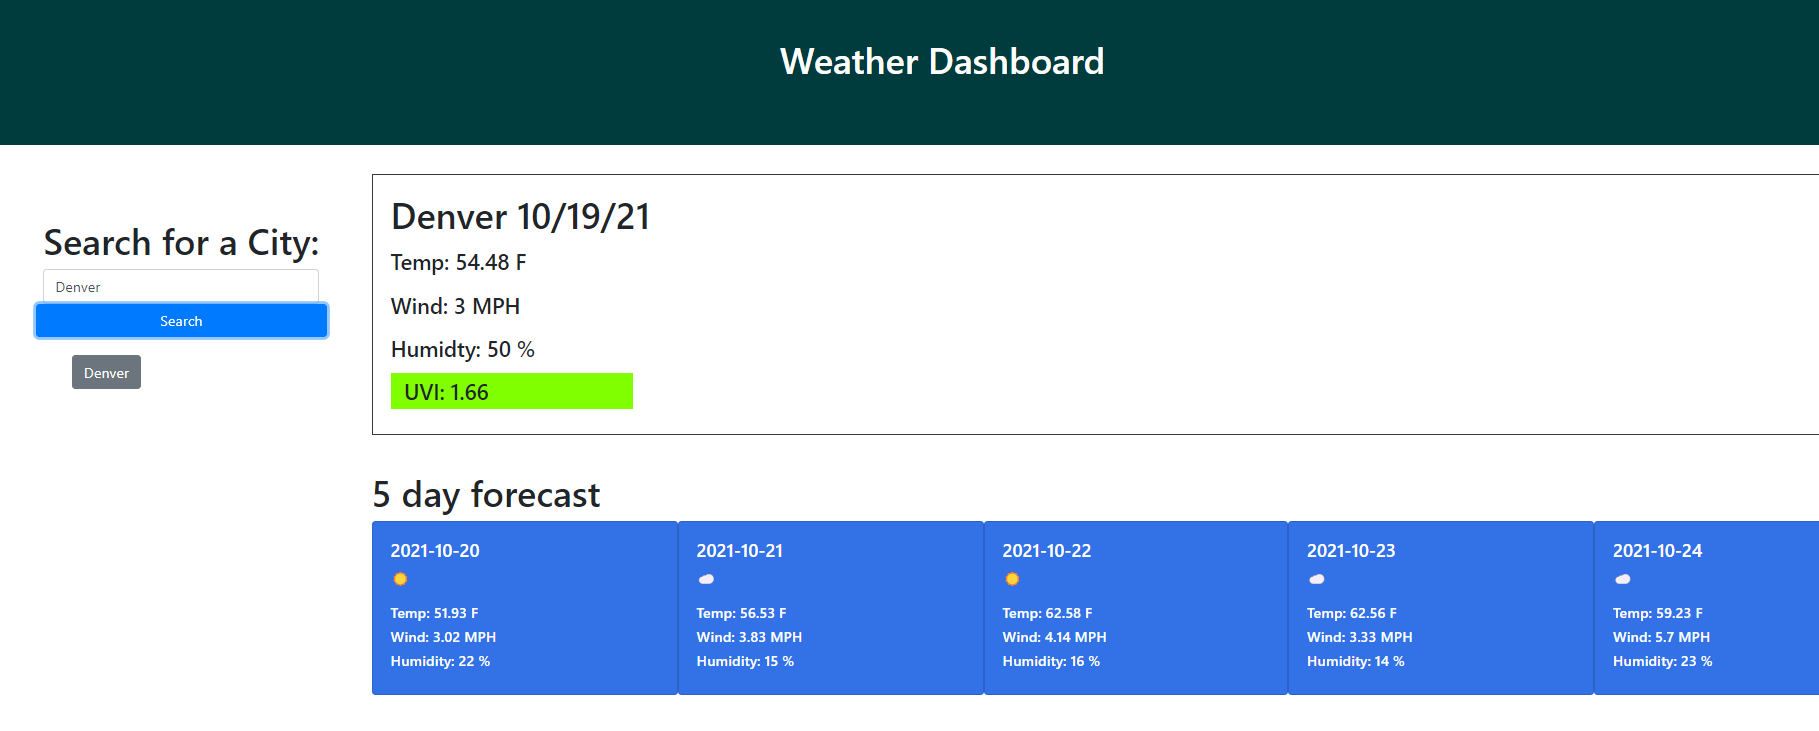 Weather Dashboard
Search for a City:
Denver
Search
Denver
Denver 10/19/21
Temp: 54.48 F
Wind: 3 MPH
Humidty: 50 %
UVI: 1.66
5 day forecast
2021-10-20
Temp: 51.93 F
Wind: 3.02 MPH
Humidity: 22 %
2021-10-21
Temp: 56.53 F
Wind: 3.83 MPH
Humidity: 15 %
2021-10-22
Temp: 62.58 F
Wind: 4.14 MPH
Humidity: 16 %
2021-10-23
Temp: 62.56 F
Wind: 3.33 MPH
Humidity: 14 %
2021-10-24
Temp: 59.23 F
Wind: 5.7 MPH
Humidity: 23 %